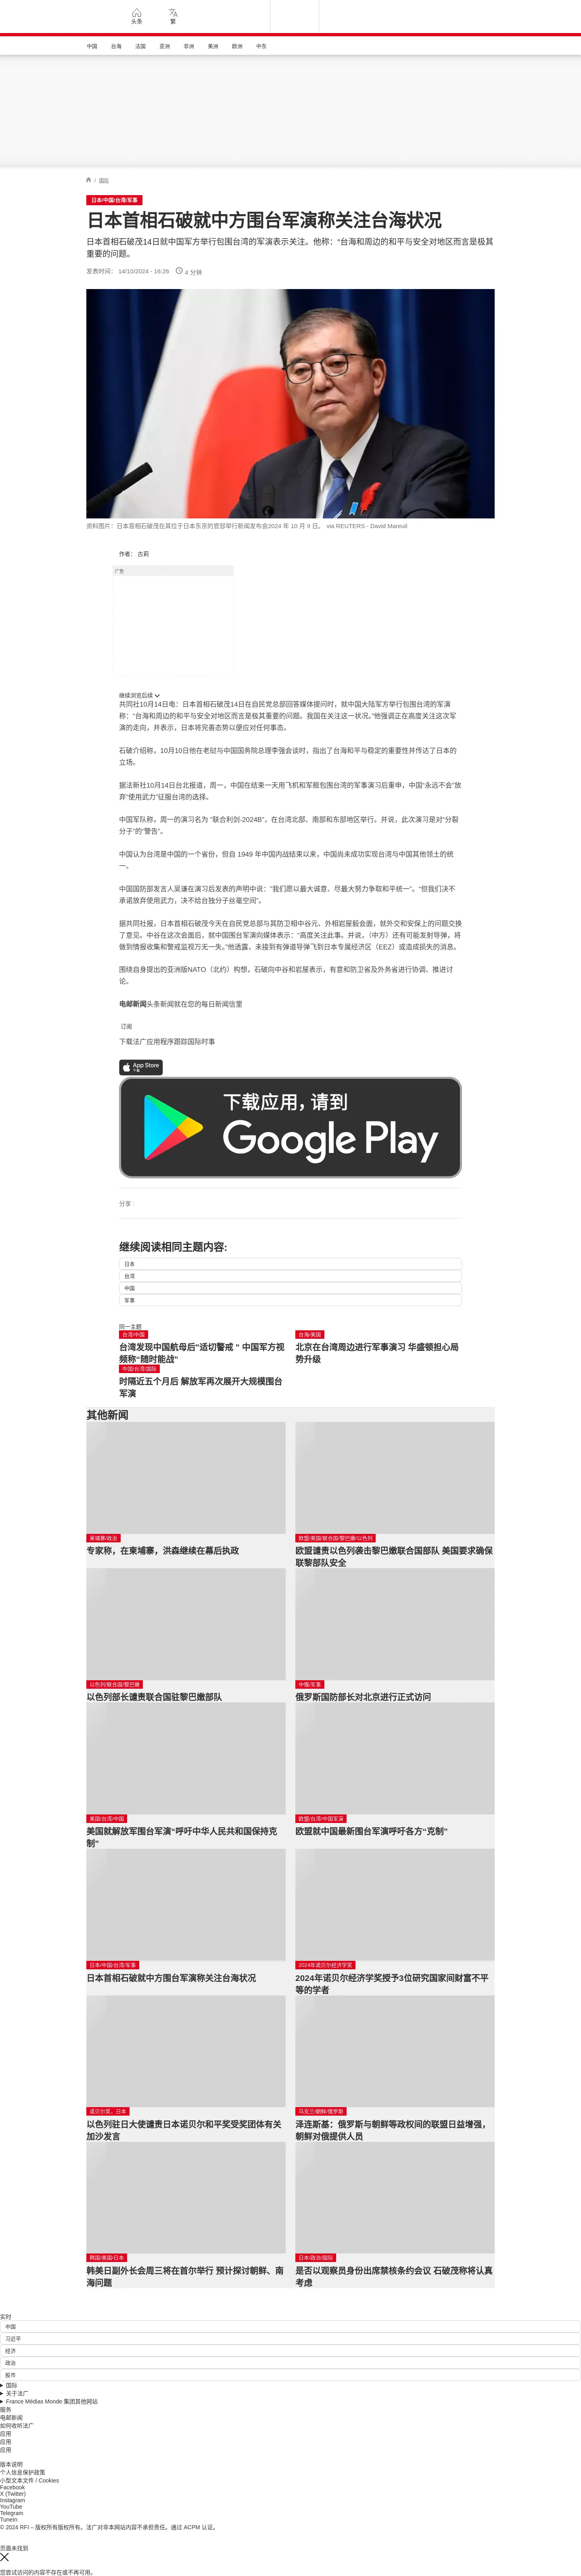 头条
繁
中国
台海
法国
亚洲
非洲
美洲
欧洲
中东
/ 国际
日本/中国/台湾/军事
日本首相石破就中方围台军演称关注台海状况
日本首相石破茂14日就中国军方举行包围台湾的军演表示关注。他称：“台海和周边的和平与安全对地区而言是极其
重要的问题。
发表时间： 14/10/2024 - 16:26
4 分钟
资料图片：日本首相石破茂在其位于日本东京的官邸举行新闻发布会2024 年 10 月 9 日。 via REUTERS - David Mareuil
作者： 古莉
广告
继续浏览后续
共同社10月14日电：日本首相石破茂14日在自民党总部回答媒体提问时，就中国大陆军方举行包围台湾的军演
称：“台海和周边的和平与安全对地区而言是极其重要的问题。我国在关注这一状况。”他强调正在高度关注这次军
演的走向，并表示，日本将完善态势以便应对任何事态。
石破介绍称，10月10日他在老挝与中国国务院总理李强会谈时，指出了台海和平与稳定的重要性并传达了日本的
立场。
据法新社10月14日台北报道，周一，中国在结束一天用飞机和军舰包围台湾的军事演习后重申，中国“永远不会”放
弃“使用武力”征服台湾的选择。
中国军队称，周一的演习名为 “联合利剑-2024B”，在台湾北部、南部和东部地区举行。并说，此次演习是对“分裂
分子”的“警告”。
中国认为台湾是中国的一个省份，但自 1949 年中国内战结束以来，中国尚未成功实现台湾与中国其他领土的统
一。
中国国防部发言人吴谦在演习后发表的声明中说：“我们愿以最大诚意、尽最大努力争取和平统一”。“但我们决不
承诺放弃使用武力，决不给台独分子丝毫空间”。
据共同社报，日本首相石破茂今天在自民党总部与其防卫相中谷元、外相岩屋毅会面，就外交和安保上的问题交换
了意见。中谷在这次会面后，就中国围台军演向媒体表示：“高度关注此事。并说，（中方）还有可能发射导弹，将
做到情报收集和警戒监视万无一失。”他透露，未接到有弹道导弹飞到日本专属经济区（EEZ）或造成损失的消息。
围绕自身提出的亚洲版NATO（北约）构想，石破向中谷和岩屋表示，有意和防卫省及外务省进行协调、推进讨
论。
电邮新闻头条新闻就在您的每日新闻信里
订阅
下载法广应用程序跟踪国际时事
App Store
下载
下载应用，请到
Google Play
分享 :
继续阅读相同主题内容:
日本
台湾
中国
军事
同一主题
台湾/中国
台湾发现中国航母后"适切警戒 " 中国军方视
频称"随时能战"
台海/美国
北京在台湾周边进行军事演习 华盛顿担心局
势升级
中国/台湾/国际
时隔近五个月后 解放军再次展开大规模围台
军演
其他新闻
柬埔寨/政治
专家称，在柬埔寨，洪森继续在幕后执政
欧盟/美国/联合国/黎巴嫩/以色列
欧盟谴责以色列袭击黎巴嫩联合国部队 美国要求确保
联黎部队安全
以色列/联合国/黎巴嫩
以色列部长谴责联合国驻黎巴嫩部队
中俄/军事
俄罗斯国防部长对北京进行正式访问
美国/台湾/中国
美国就解放军围台军演“呼吁中华人民共和国保持克
制”
欧盟/台湾/中国军演
欧盟就中国最新围台军演呼吁各方“克制”
日本/中国/台湾/军事
日本首相石破就中方围台军演称关注台海状况
2024年诺贝尔经济学奖
2024年诺贝尔经济学奖授予3位研究国家间财富不平
等的学者
诺贝尔奖、日本
以色列驻日大使谴责日本诺贝尔和平奖受奖团体有关
加沙发言
乌克兰/朝鲜/俄罗斯
泽连斯基：俄罗斯与朝鲜等政权间的联盟日益增强，
朝鲜对俄提供人员
韩国/美国/日本
韩美日副外长会周三将在首尔举行 预计探讨朝鲜、南
海问题
日本/政治/国际
是否以观察员身份出席禁核条约会议 石破茂称将认真
考虑
实时
中国
习近平
经济
政治
股市
国际
关于法广
France Médias Monde 集团其他网站
服务
电邮新闻
如何收听法广
应用
应用
应用
版本说明
个人信息保护政策
小型文本文件 / Cookies
Facebook
X (Twitter)
Instagram
YouTube
Telegram
TuneIn
© 2024 RFI – 版权所有版权所有。法广对非本网站内容不承担责任。通过 ACPM 认证。
页面未找到
您尝试访问的内容不存在或不再可用。